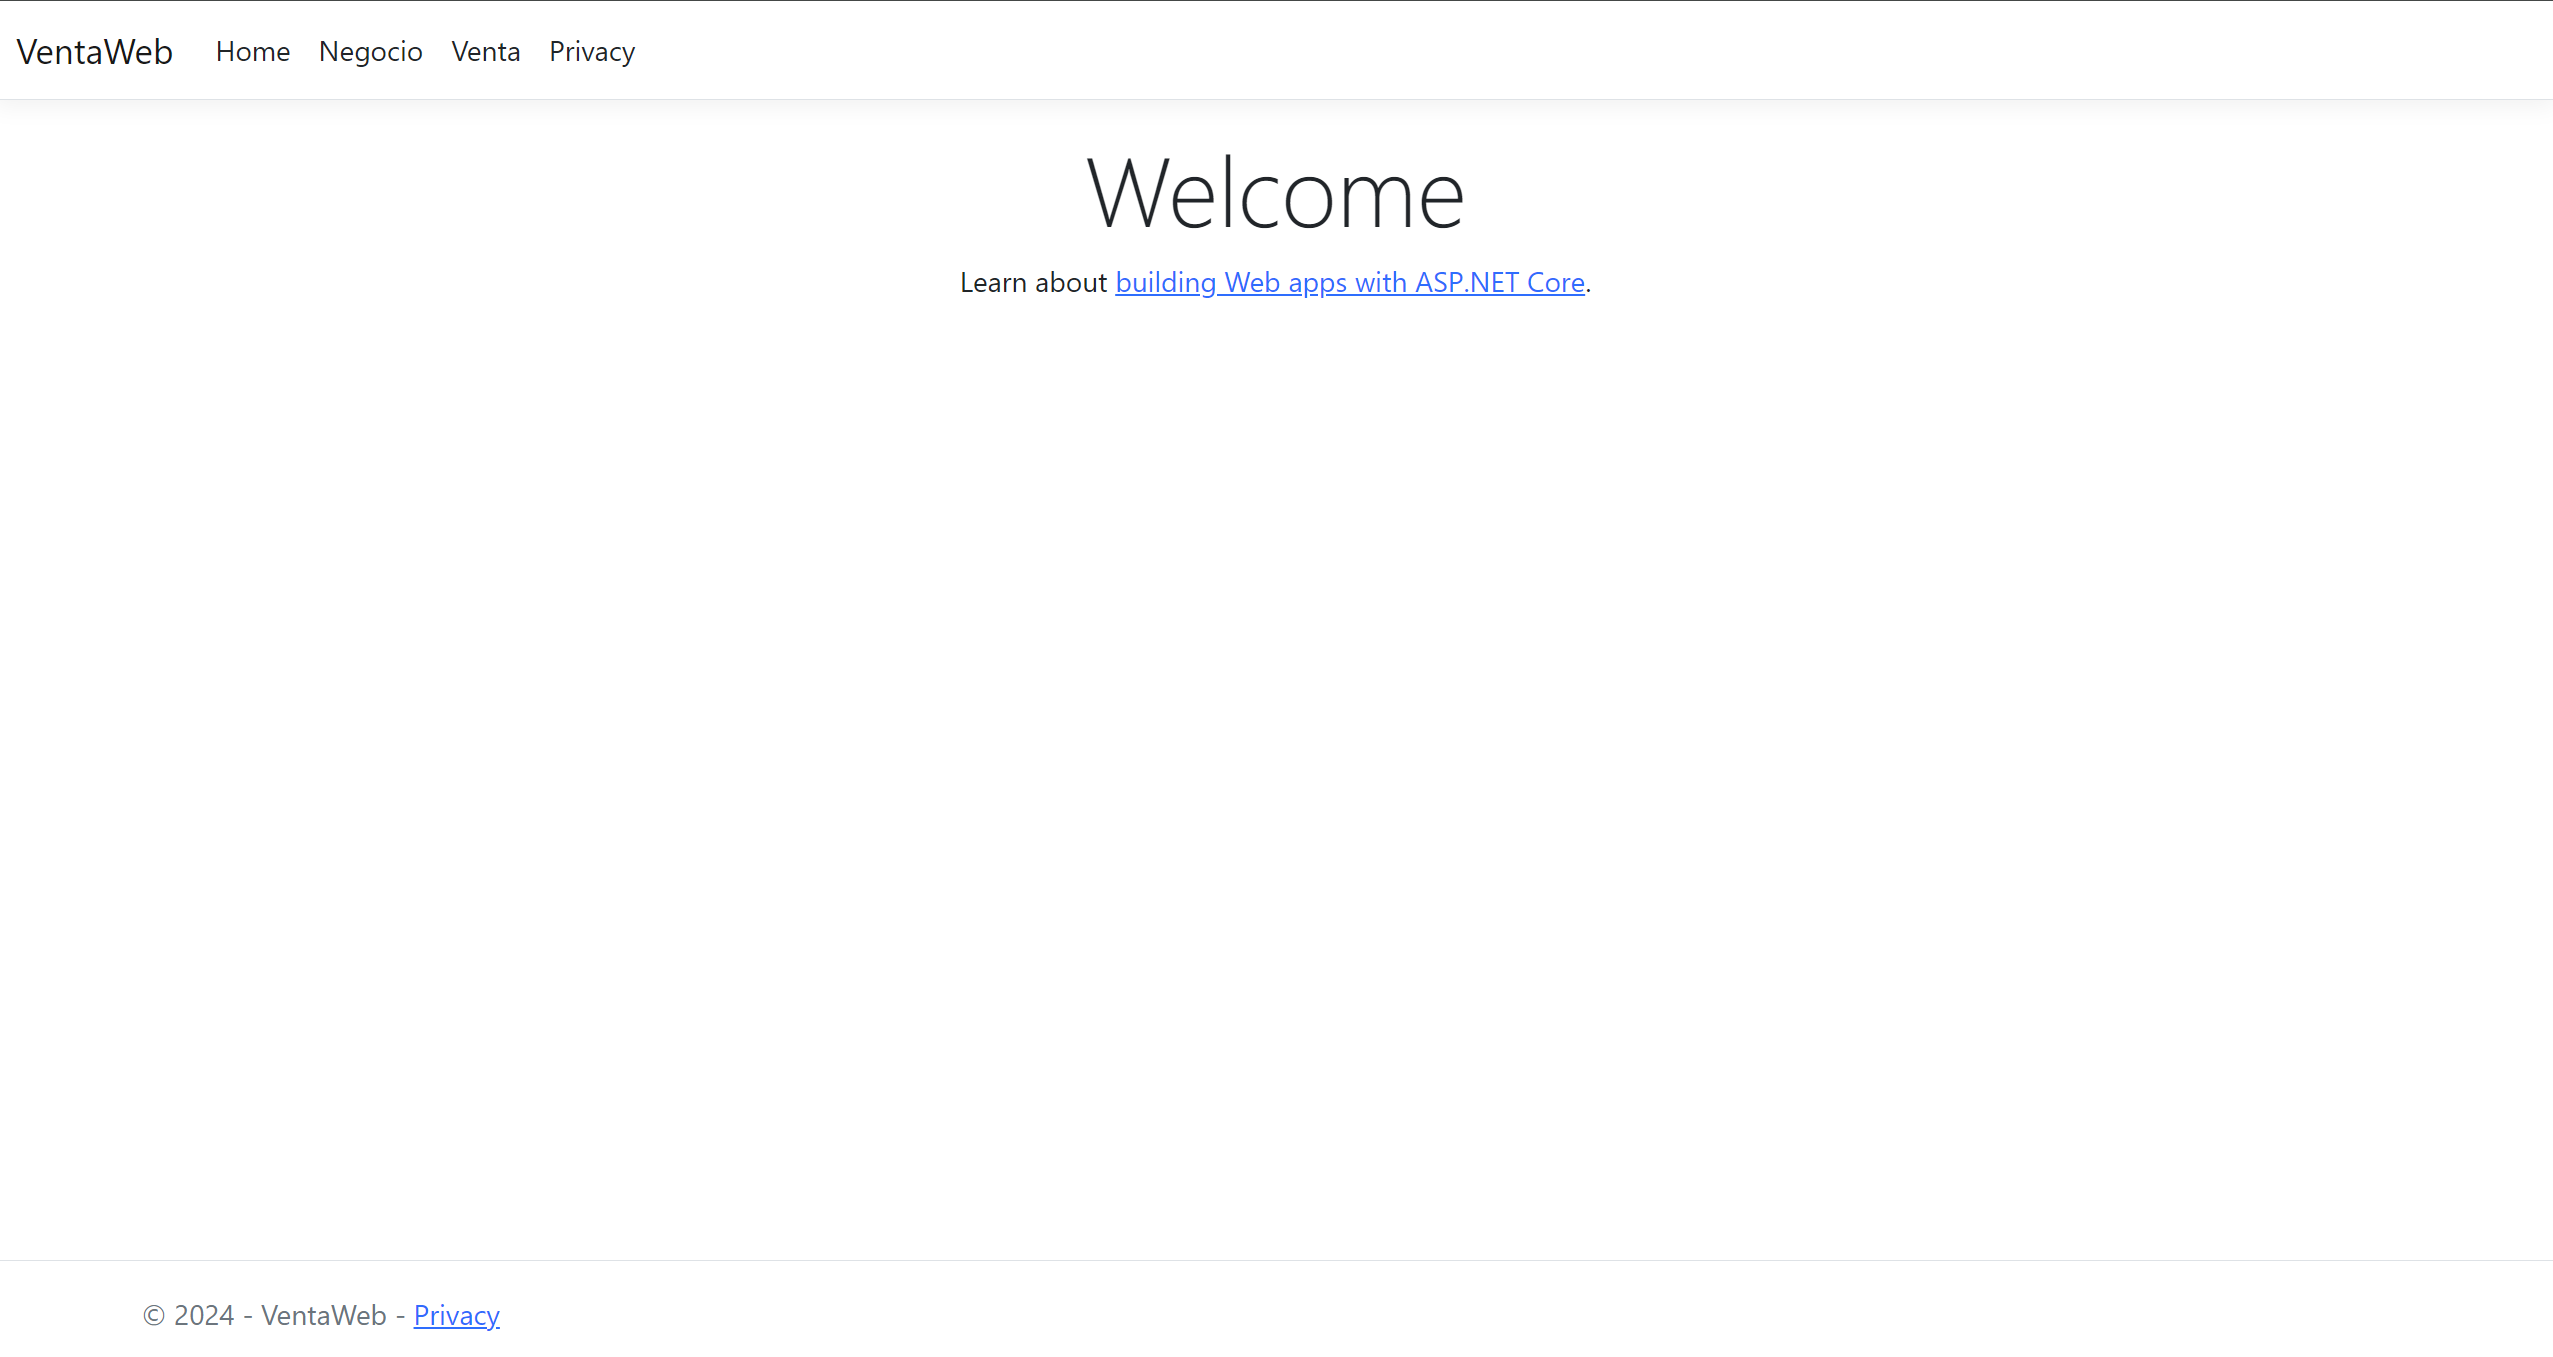 VentaWeb Home Negocio Venta Privacy
Welcome
Learn about building Web apps with ASP.NET Core.
© 2024 - VentaWeb - Privacy